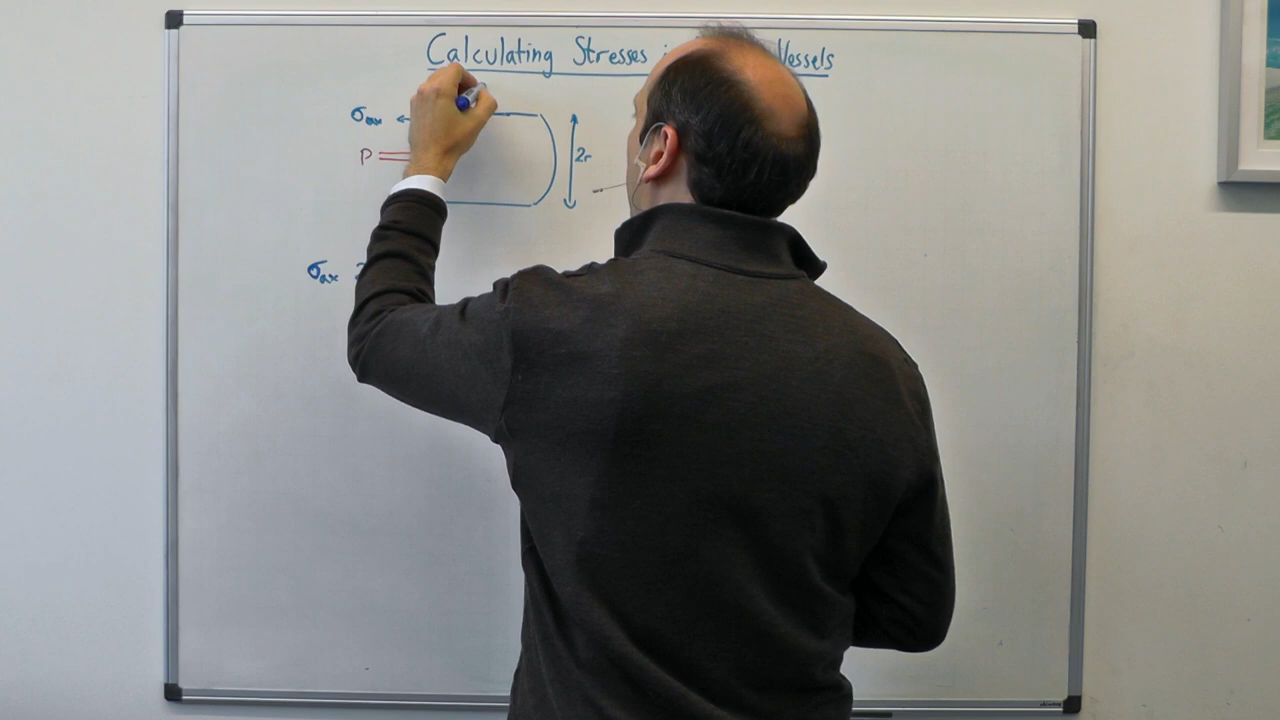 Calculating Stresses Vessels
σax
P
2r
σax